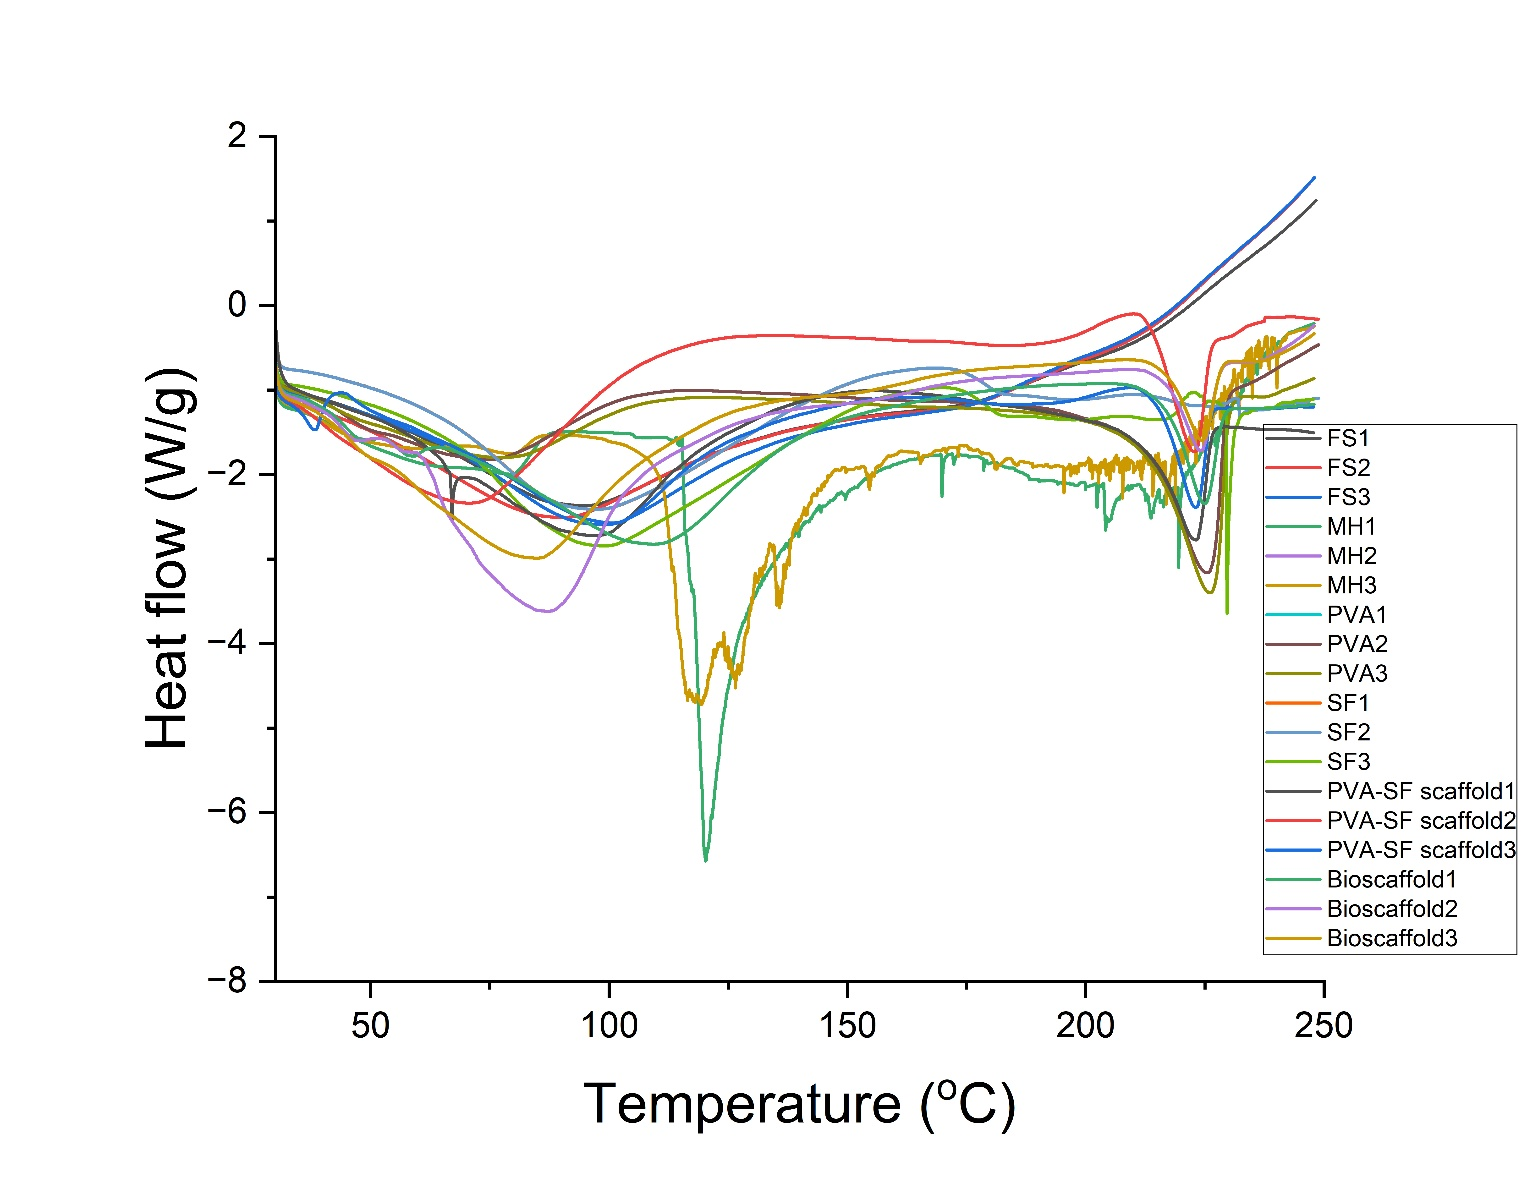 2
0
−2
−4
−6
−8
Heat flow (W/g)
50 100 150 200 250
Temperature (°C)
FS1
FS2
FS3
MH1
MH2
MH3
PVA1
PVA2
PVA3
SF1
SF2
SF3
PVA-SF scaffold1
PVA-SF scaffold2
PVA-SF scaffold3
Bioscaffold1
Bioscaffold2
Bioscaffold3